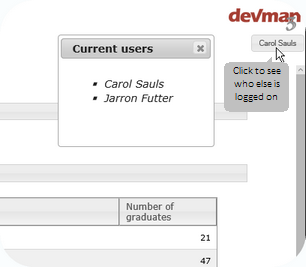 devman
3
Current users
Carol Sauls
Carol Sauls
Jarron Futter
Click to see
who else is
logged on
Number of
graduates
21
47